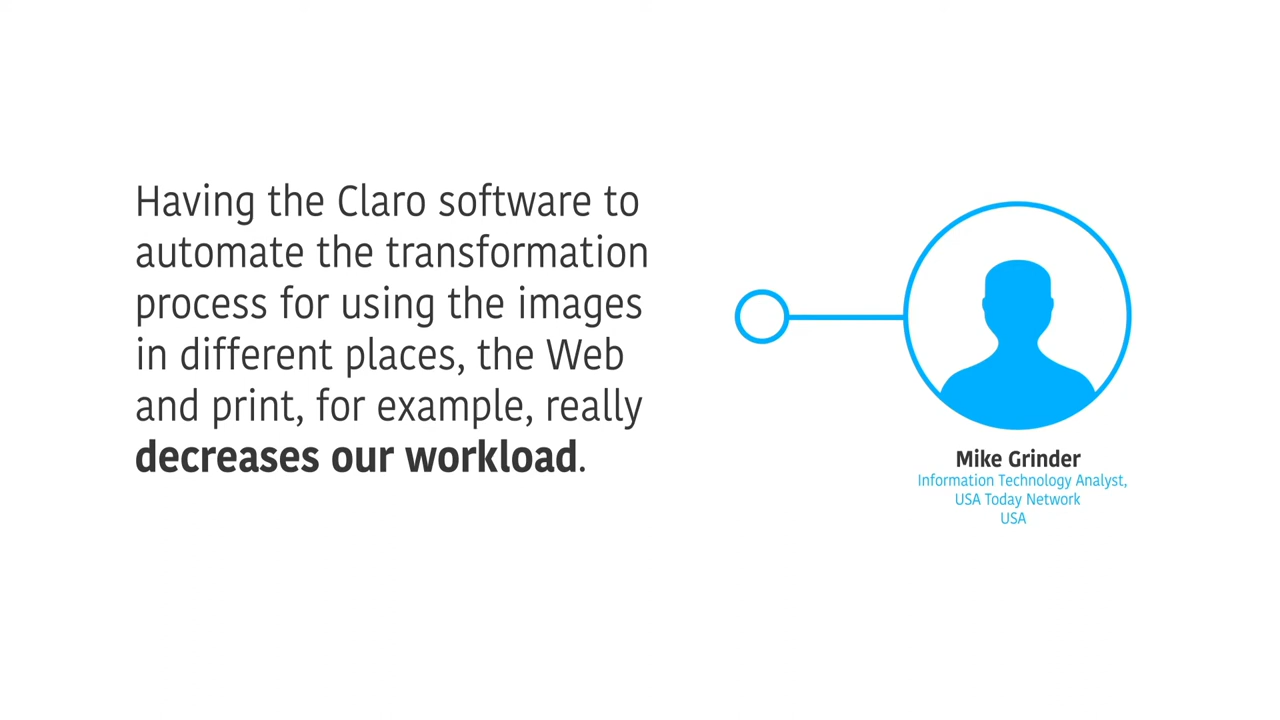 Having the Claro software to
automate the transformation
process for using the images
in different places, the Web
and print, for example, really
decreases our workload.
Mike Grinder
Information Technology Analyst,
USA Today Network
USA